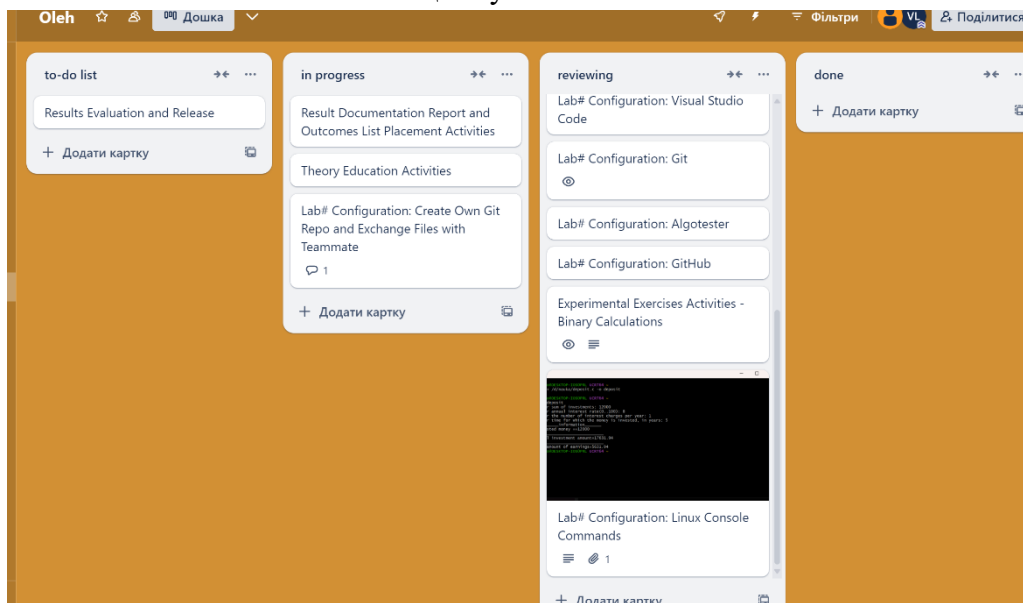 Oleh
Дошка
Фільтри
VL
Поділитися
to-do list
Results Evaluation and Release
+ Додати картку
in progress
Result Documentation Report and
Outcomes List Placement Activities
Theory Education Activities
Lab# Configuration: Create Own Git
Repo and Exchange Files with
Teammate
1
+ Додати картку
reviewing
Lab# Configuration: Visual Studio
Code
Lab# Configuration: Git
Lab# Configuration: Algotester
Lab# Configuration: GitHub
Experimental Exercises Activities -
Binary Calculations
Lab# Configuration: Linux Console
Commands
1
+ Додати картку
done
+ Додати картку